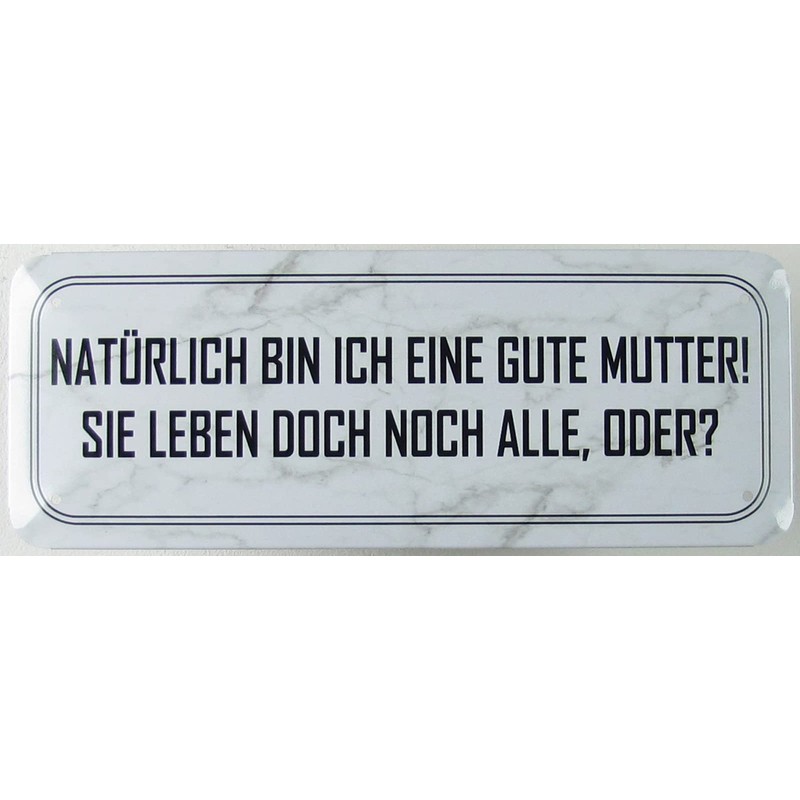 NATÜRLICH BIN ICH EINE GUTE MUTTER!
SIE LEBEN DOCH NOCH ALLE, ODER?